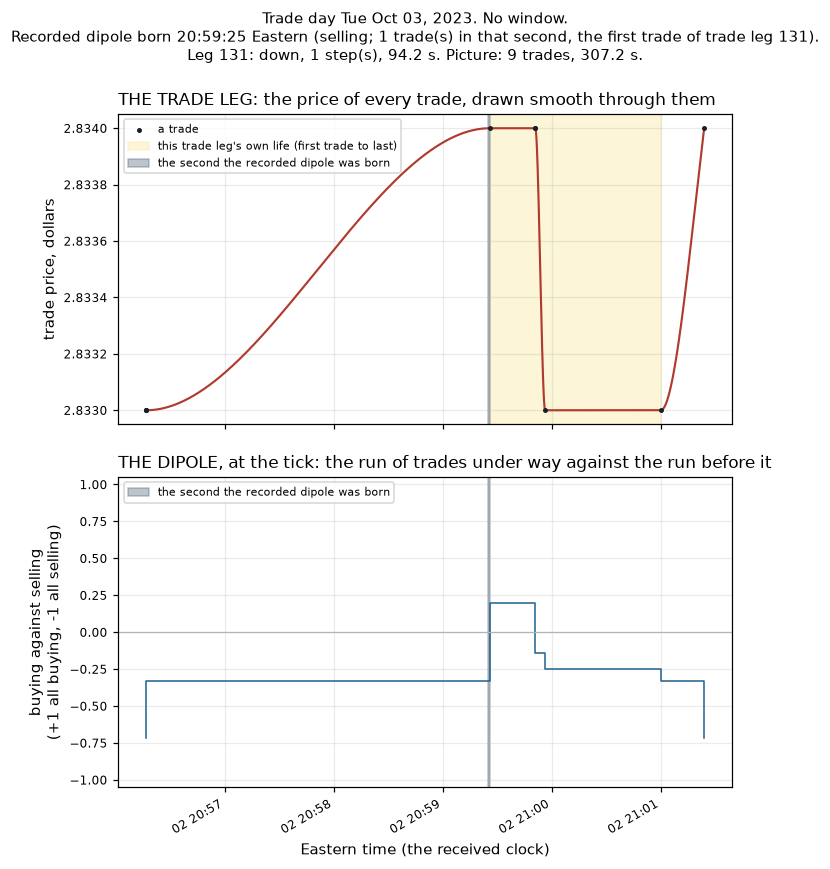 Trade day Tue Oct 03, 2023. No window.
Recorded dipole born 20:59:25 Eastern (selling; 1 trade(s) in that second, the first trade of trade leg 131).
Leg 131: down, 1 step(s), 94.2 s. Picture: 9 trades, 307.2 s.
THE TRADE LEG: the price of every trade, drawn smooth through them
a trade
this trade leg's own life (first trade to last)
the second the recorded dipole was born
2.8340
2.8338
2.8336
2.8334
2.8332
2.8330
trade price, dollars
THE DIPOLE, at the tick: the run of trades under way against the run before it
the second the recorded dipole was born
1.00
0.75
0.50
0.25
0.00
−0.25
−0.50
−0.75
−1.00
buying against selling
(+1 all buying, -1 all selling)
02 20:57
02 20:58
02 20:59
02 21:00
02 21:01
Eastern time (the received clock)